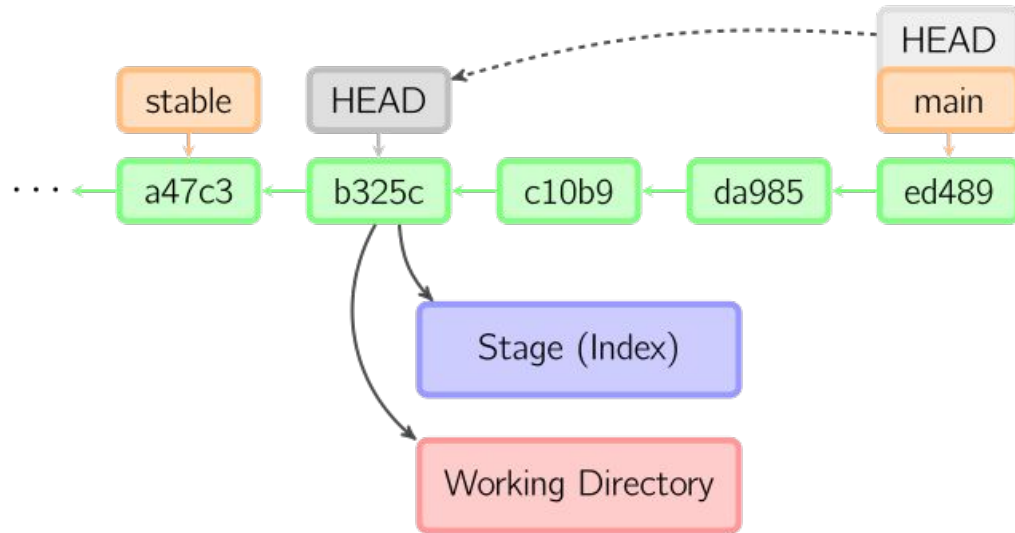 HEAD
stable
HEAD
main
...
a47c3
b325c
c10b9
da985
ed489
Stage (Index)
Working Directory